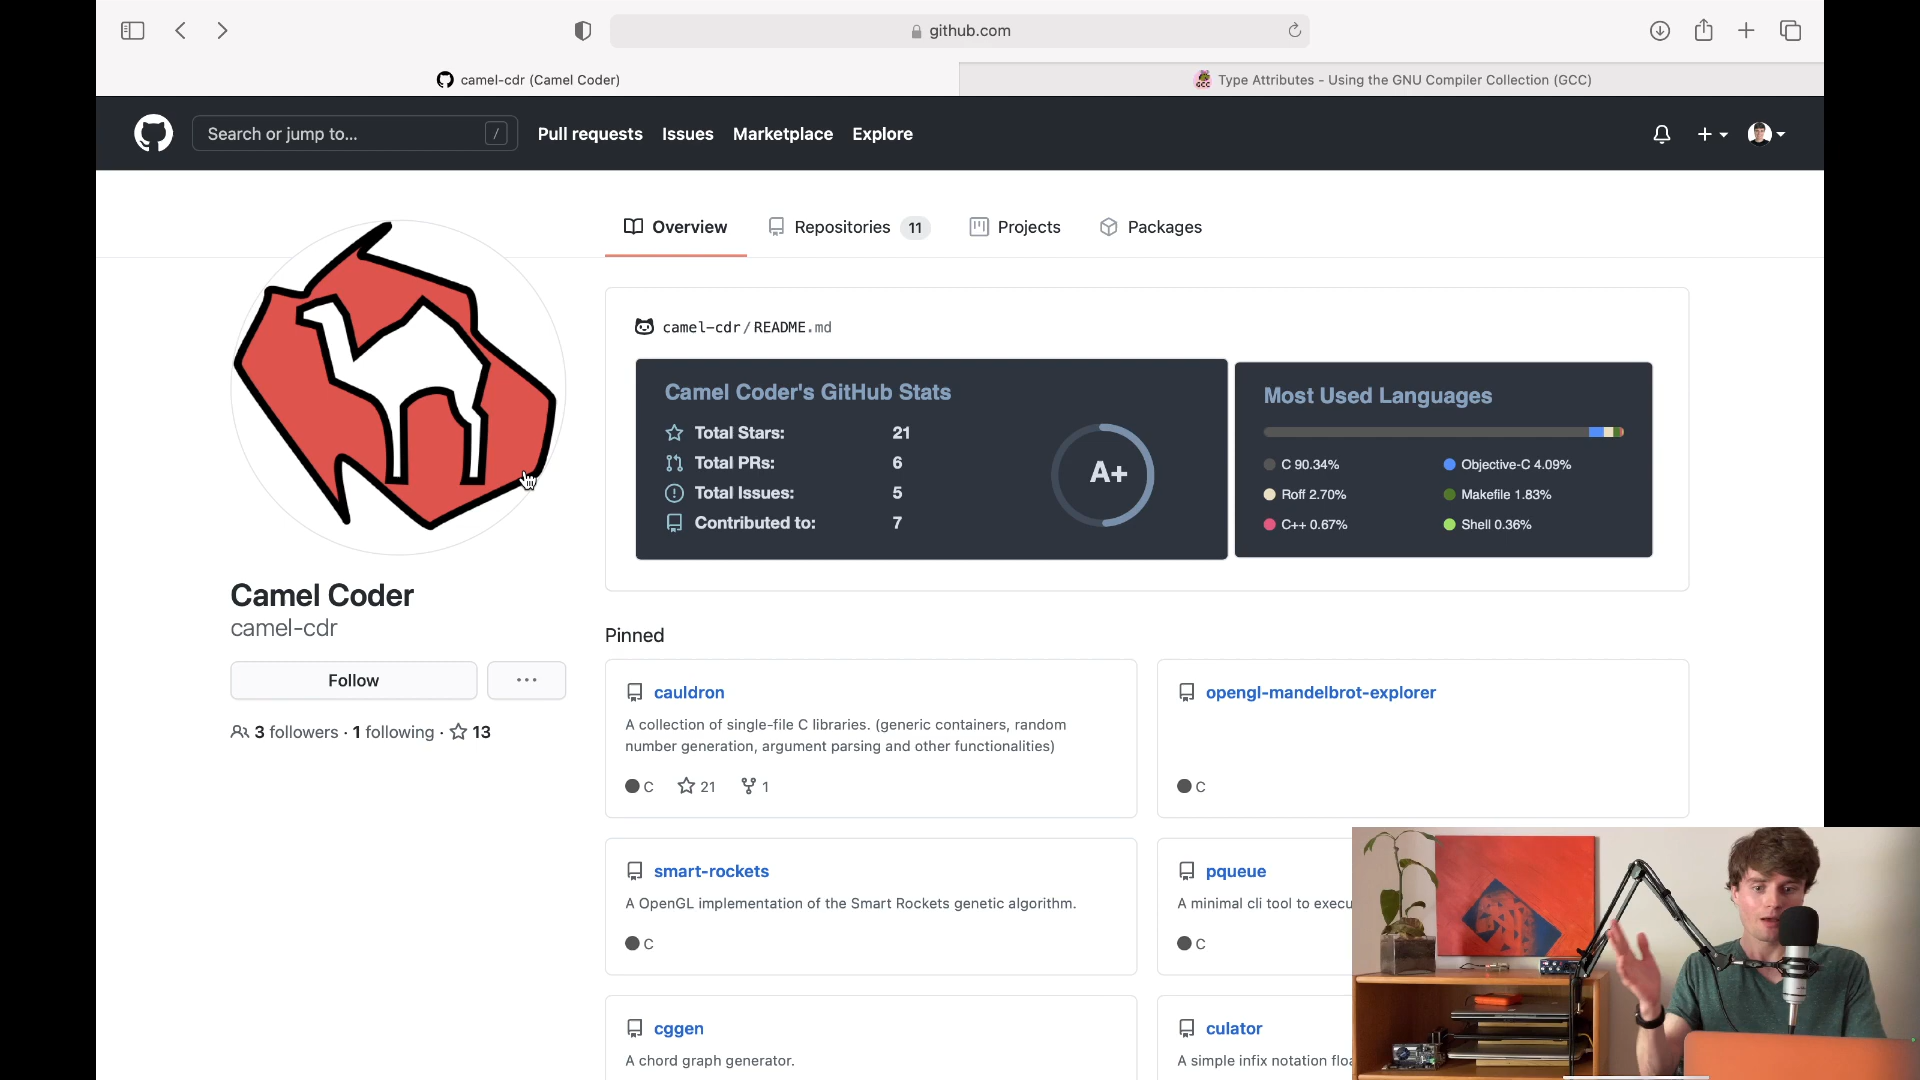 github.com
camel-cdr (Camel Coder)
GCC
Type Attributes - Using the GNU Compiler Collection (GCC)
Search or jump to... /
Pull requests Issues Marketplace Explore
Overview Repositories 11 Projects Packages
camel-cdr/README.md
Camel Coder's GitHub Stats
Total Stars: 21
Total PRs: 6
Total Issues: 5
Contributed to: 7
A+
Most Used Languages
C 90.34% Objective-C 4.09%
Roff 2.70% Makefile 1.83%
C++ 0.67% Shell 0.36%
Camel Coder
camel-cdr
Follow ...
3 followers · 1 following · 13
Pinned
cauldron
A collection of single-file C libraries. (generic containers, random
number generation, argument parsing and other functionalities)
C 21 1
opengl-mandelbrot-explorer
C
smart-rockets
A OpenGL implementation of the Smart Rockets genetic algorithm.
C
pqueue
A minimal cli tool to execu
C
cggen
A chord graph generator.
culator
A simple infix notation floa